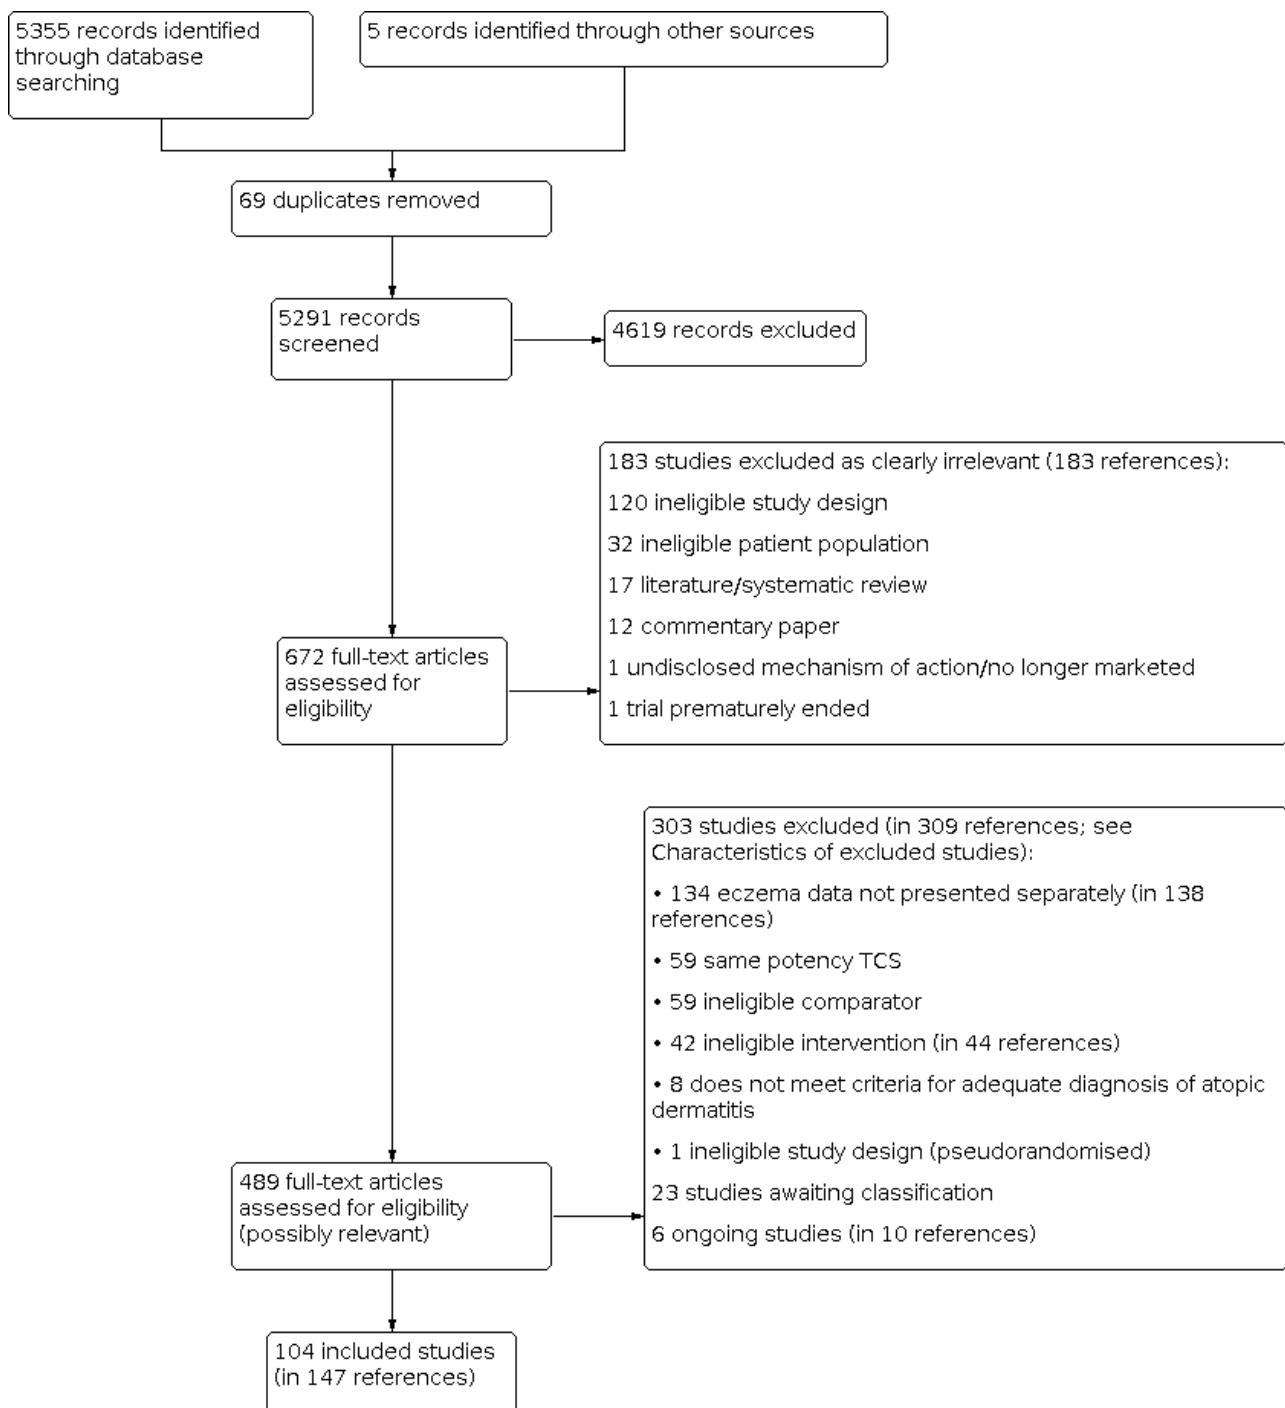 5355 records identified
through database
searching
5 records identified through other sources
69 duplicates removed
5291 records
screened
4619 records excluded
183 studies excluded as clearly irrelevant (183 references):
120 ineligible study design
32 ineligible patient population
17 literature/systematic review
12 commentary paper
1 undisclosed mechanism of action/no longer marketed
1 trial prematurely ended
672 full-text articles
assessed for
eligibility
303 studies excluded (in 309 references; see
Characteristics of excluded studies):
• 134 eczema data not presented separately (in 138
references)
• 59 same potency TCS
• 59 ineligible comparator
• 42 ineligible intervention (in 44 references)
• 8 does not meet criteria for adequate diagnosis of atopic
dermatitis
• 1 ineligible study design (pseudorandomised)
23 studies awaiting classification
6 ongoing studies (in 10 references)
489 full-text articles
assessed for eligibility
(possibly relevant)
104 included studies
(in 147 references)